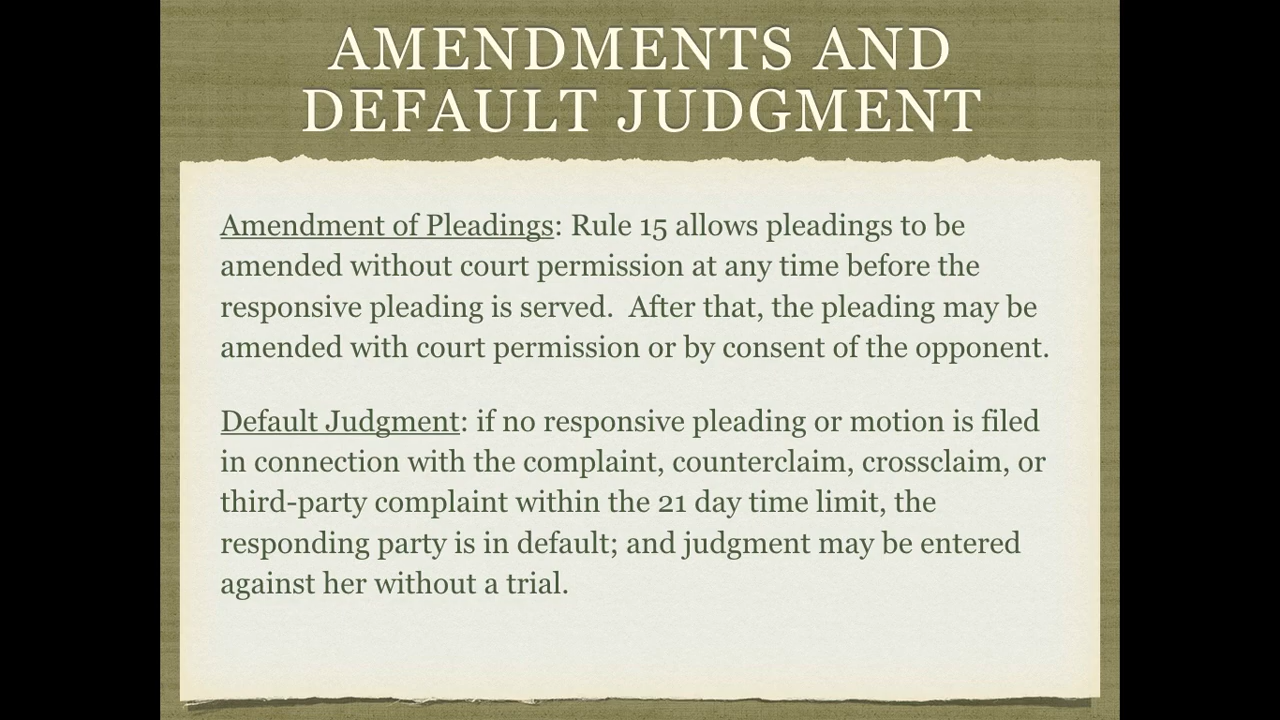 AMENDMENTS AND
DEFAULT JUDGMENT
Amendment of Pleadings: Rule 15 allows pleadings to be
amended without court permission at any time before the
responsive pleading is served.  After that, the pleading may be
amended with court permission or by consent of the opponent.
Default Judgment: if no responsive pleading or motion is filed
in connection with the complaint, counterclaim, crossclaim, or
third-party complaint within the 21 day time limit, the
responding party is in default; and judgment may be entered
against her without a trial.